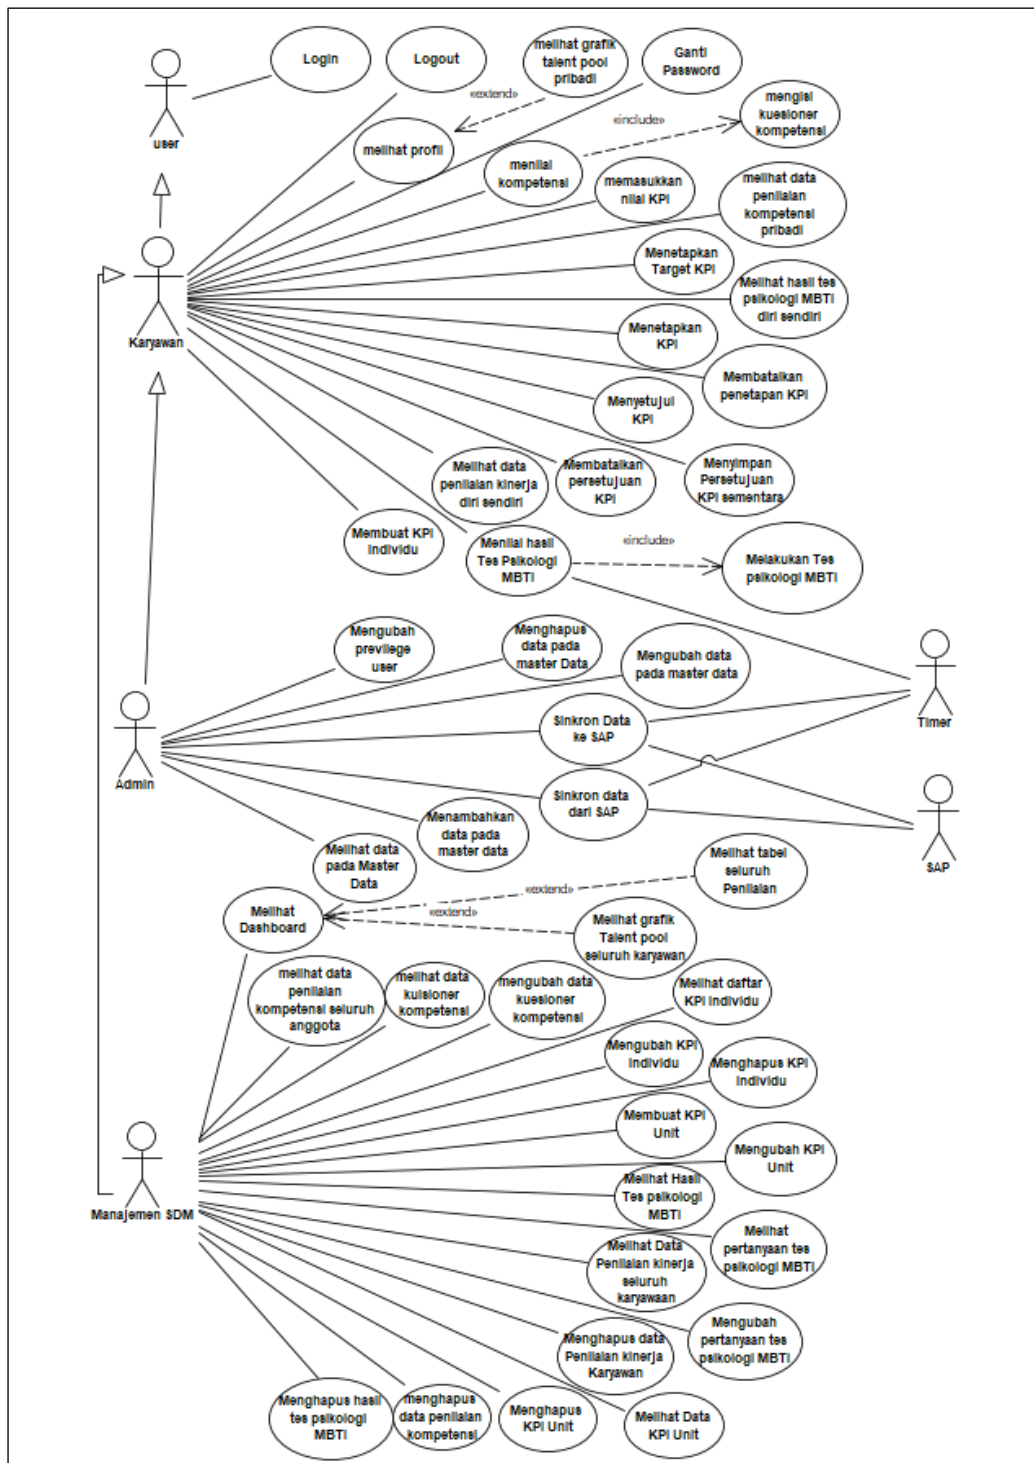 Login
Logout
melihat grafik
talent pool
pribadi
Ganti
Password
«extend»
mengisi
kuesioner
kompetensi
«include»
user
melihat profil
menilai
kompetensi
memasukkan
nilai KPI
melihat data
penilaian
kompetensi
pribadi
Menetapkan
Target KPI
Melihat hasil tes
psikologi MBTI
diri sendiri
Karyawan
Menetapkan
KPI
Membatalkan
penetapan KPI
Menyetujui
KPI
Melihat data
penilaian kinerja
diri sendiri
Membatalkan
persetujuan
KPI
Menyimpan
Persetujuan
KPI sementara
Membuat KPI
Individu
Menilai hasil
Tes Psikologi
MBTI
«include»
Melakukan Tes
psikologi MBTI
Mengubah
previlege
user
Menghapus
data pada
master Data
Mengubah data
pada master data
Timer
Sinkron Data
ke SAP
Admin
Sinkron data
dari SAP
SAP
Menambahkan
data pada
master data
Melihat data
pada Master
Data
Melihat tabel
seluruh
Penilaian
«extend»
Melihat
Dashboard
«extend»
Melihat grafik
Talent pool
seluruh karyawan
melihat data
penilaian
kompetensi seluruh
anggota
melihat data
kuisioner
kompetensi
mengubah data
kuesioner
kompetensi
Melihat daftar
KPI Individu
Mengubah KPI
Individu
Menghapus KPI
Individu
Membuat KPI
Unit
Mengubah KPI
Unit
Manajemen SDM
Melihat Hasil
Tes psikologi
MBTI
Melihat
pertanyaan tes
psikologi MBTI
Melihat Data
Penilaian kinerja
seluruh
karyawaan
Mengubah
pertanyaan tes
psikologi MBTI
Menghapus data
Penilaian kinerja
Karyawan
Menghapus hasil
tes psikologi
MBTI
menghapus
data penilaian
kompetensi
Menghapus
KPI Unit
Melihat Data
KPI Unit